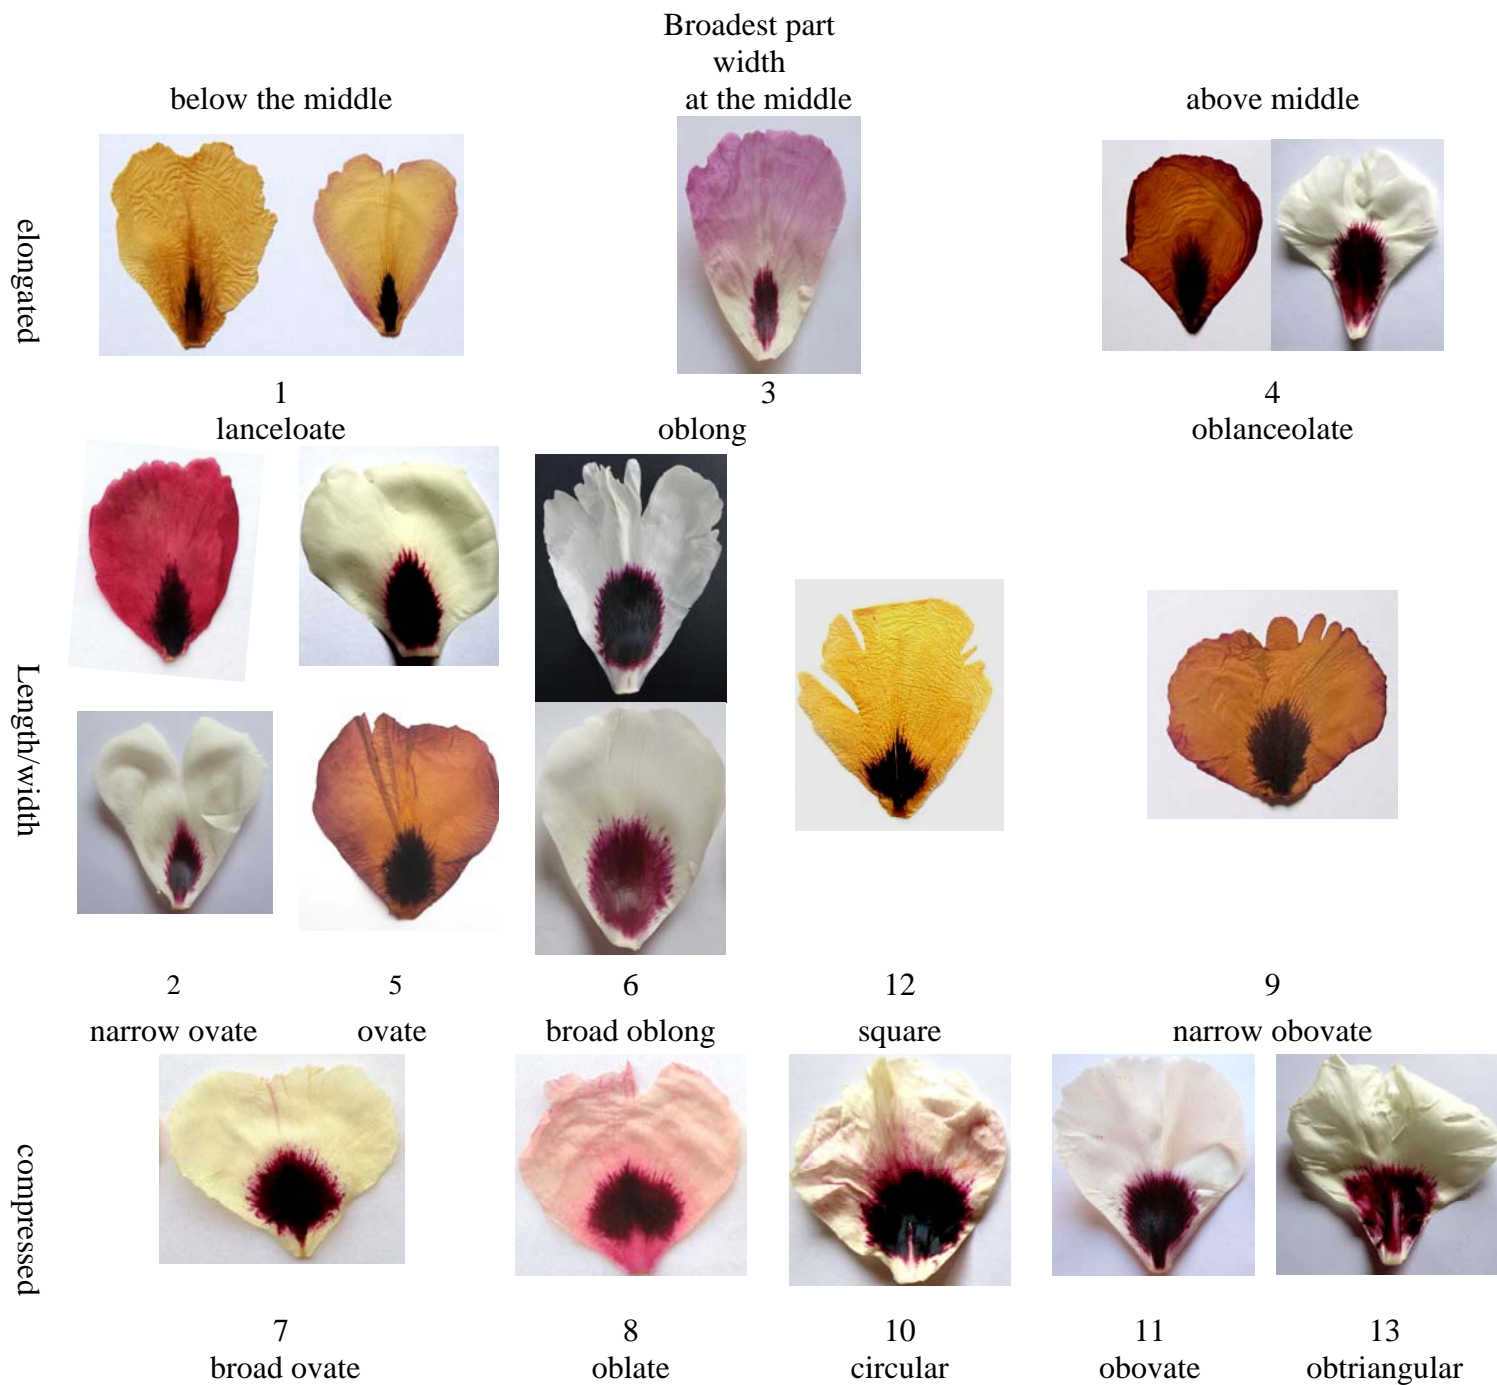 Broadest part
width
below the middle
at the middle
above middle
elongated
1
3
4
lanceloate
oblong
oblanceolate
Length/width
2
5
6
12
9
narrow ovate
ovate
broad oblong
square
narrow obovate
compressed
7
8
10
11
13
broad ovate
oblate
circular
obovate
obtriangular